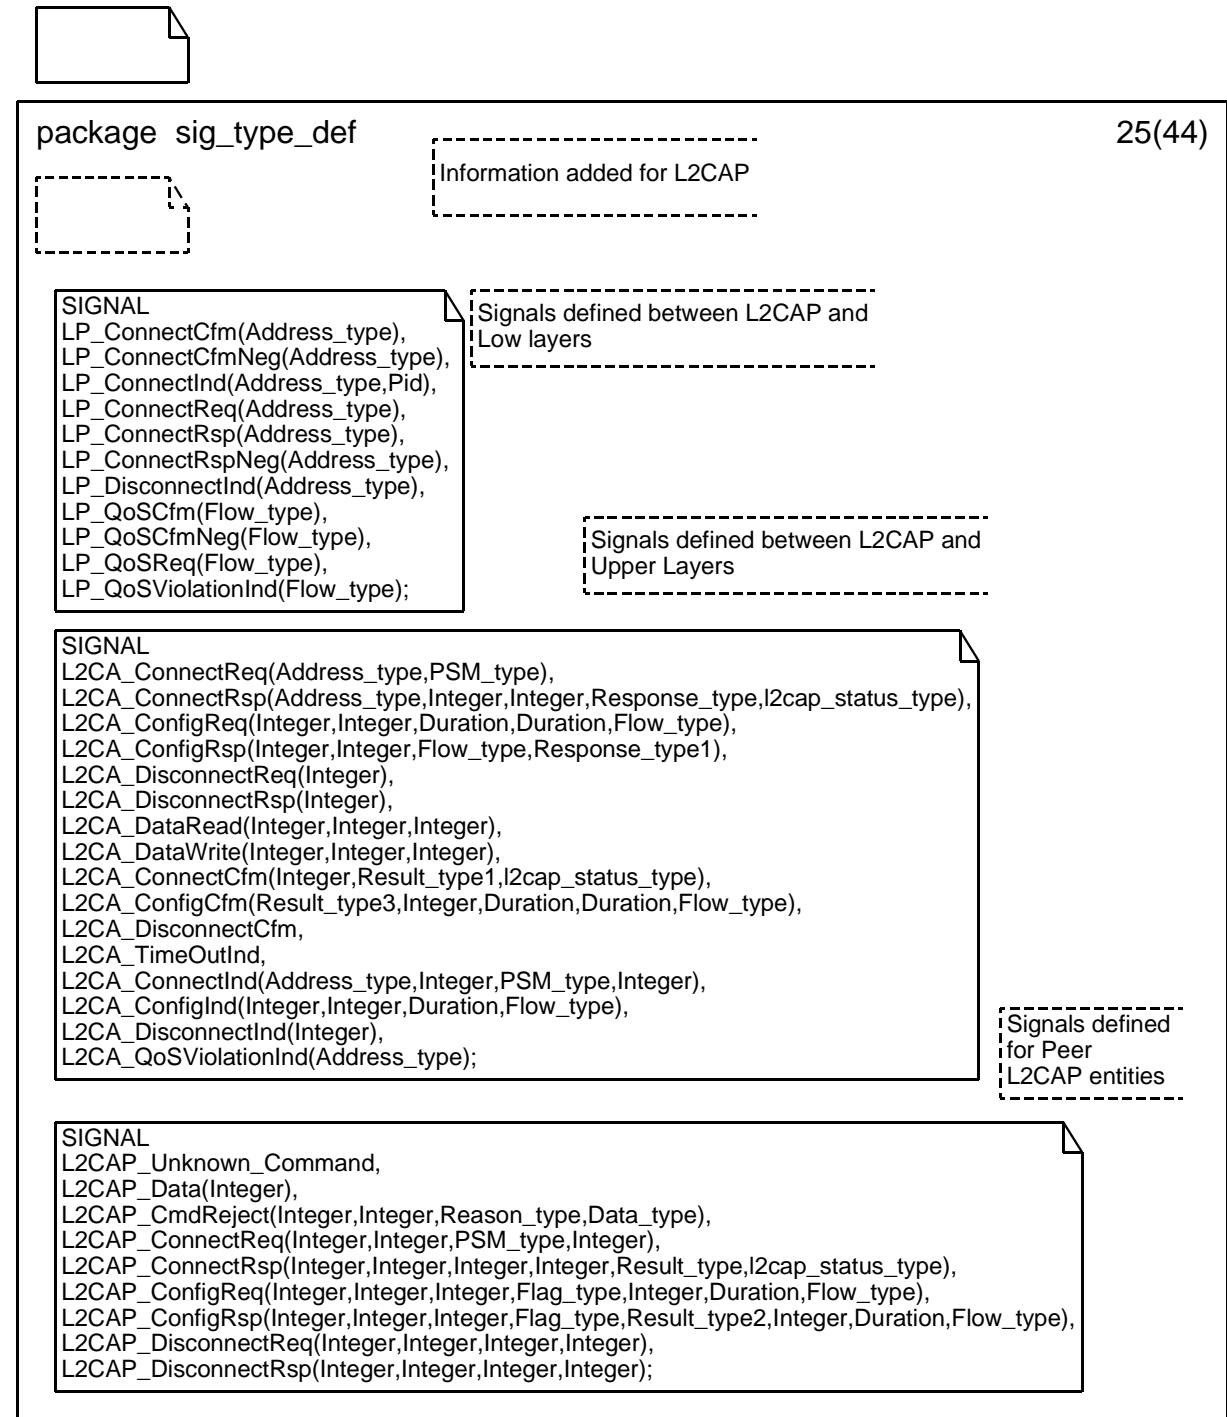 package sig_type_def
25(44)
Information added for L2CAP
SIGNAL
LP_ConnectCfm(Address_type),
LP_ConnectCfmNeg(Address_type),
LP_ConnectInd(Address_type,Pid),
LP_ConnectReq(Address_type),
LP_ConnectRsp(Address_type),
LP_ConnectRspNeg(Address_type),
LP_DisconnectInd(Address_type),
LP_QoSCfm(Flow_type),
LP_QoSCfmNeg(Flow_type),
LP_QoSReq(Flow_type),
LP_QoSViolationInd(Flow_type);
Signals defined between L2CAP and
Low layers
Signals defined between L2CAP and
Upper Layers
SIGNAL
L2CA_ConnectReq(Address_type,PSM_type),
L2CA_ConnectRsp(Address_type,Integer,Integer,Response_type,l2cap_status_type),
L2CA_ConfigReq(Integer,Integer,Duration,Duration,Flow_type),
L2CA_ConfigRsp(Integer,Integer,Flow_type,Response_type1),
L2CA_DisconnectReq(Integer),
L2CA_DisconnectRsp(Integer),
L2CA_DataRead(Integer,Integer,Integer),
L2CA_DataWrite(Integer,Integer,Integer),
L2CA_ConnectCfm(Integer,Result_type1,l2cap_status_type),
L2CA_ConfigCfm(Result_type3,Integer,Duration,Duration,Flow_type),
L2CA_DisconnectCfm,
L2CA_TimeOutInd,
L2CA_ConnectInd(Address_type,Integer,PSM_type,Integer),
L2CA_ConfigInd(Integer,Integer,Duration,Flow_type),
L2CA_DisconnectInd(Integer),
L2CA_QoSViolationInd(Address_type);
Signals defined
for Peer
L2CAP entities
SIGNAL
L2CAP_Unknown_Command,
L2CAP_Data(Integer),
L2CAP_CmdReject(Integer,Integer,Reason_type,Data_type),
L2CAP_ConnectReq(Integer,Integer,PSM_type,Integer),
L2CAP_ConnectRsp(Integer,Integer,Integer,Integer,Result_type,l2cap_status_type),
L2CAP_ConfigReq(Integer,Integer,Integer,Flag_type,Integer,Duration,Flow_type),
L2CAP_ConfigRsp(Integer,Integer,Integer,Flag_type,Result_type2,Integer,Duration,Flow_type),
L2CAP_DisconnectReq(Integer,Integer,Integer,Integer),
L2CAP_DisconnectRsp(Integer,Integer,Integer,Integer);